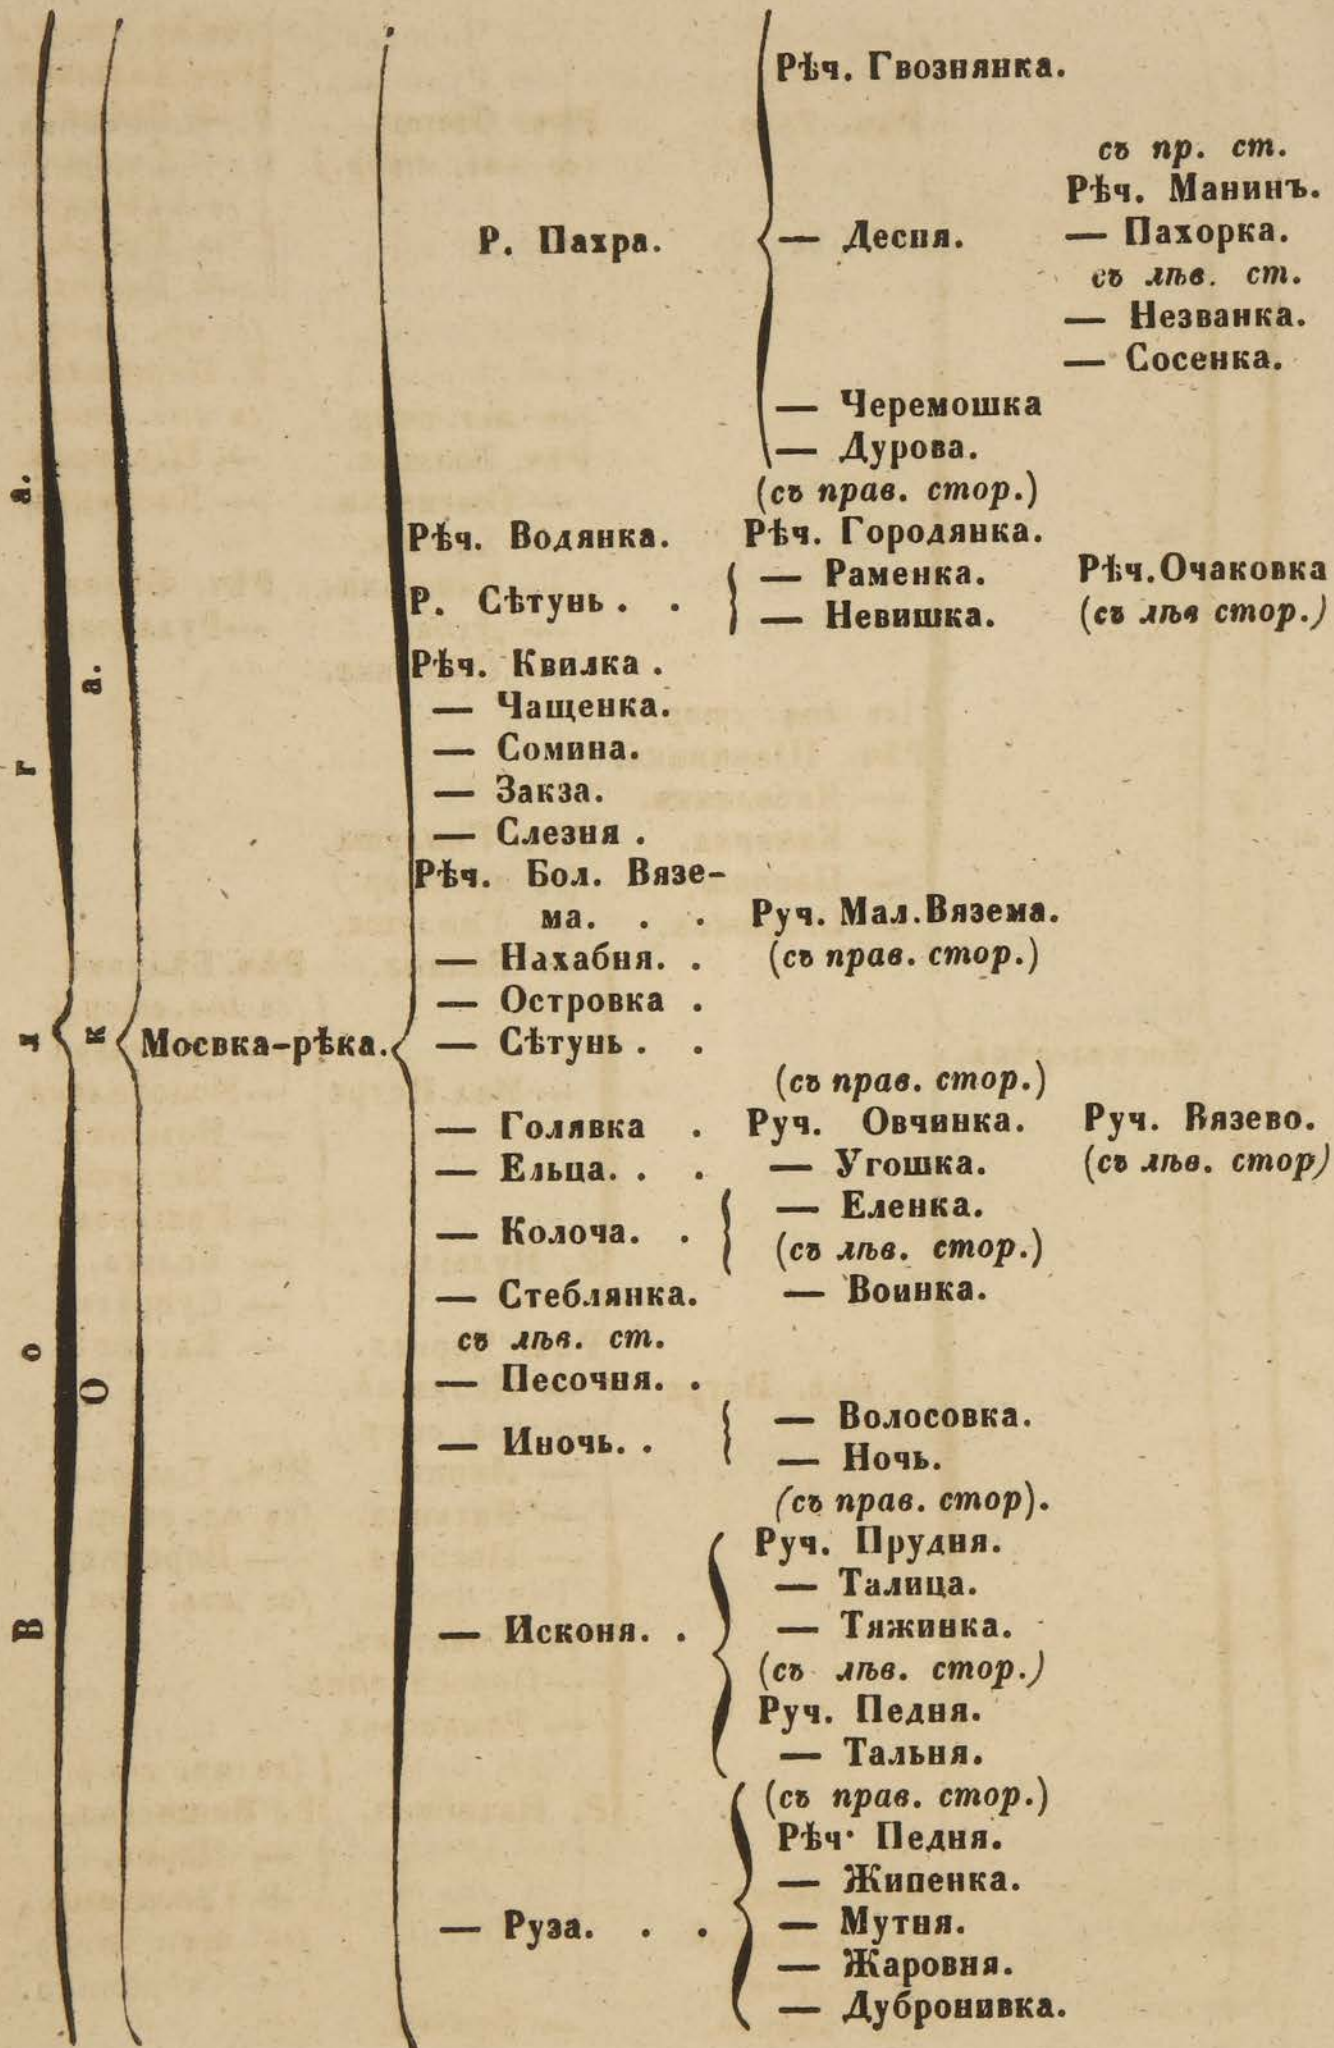 Волга.
Ока.
Мосвка-рѣка.
Р. Пахра.
Рѣч. Гвознянка.
— Десня.
съ пр. ст.
Рѣч. Манинъ.
— Пахорка.
съ лѣв. ст.
— Незванка.
— Сосенка.
— Черемошка
— Дурова.
(съ прав. стор.)
Рѣч. Водянка. Рѣч. Городянка.
Р. Сѣтунь . .
— Раменка. Рѣч.Очаковка
— Невишка. (съ лѣв стор.)
Рѣч. Квилка .
— Чащенка.
— Сомина.
— Закза.
— Слезня .
Рѣч. Бол. Вязе-
ма. . . Руч. Мал.Вязема.
— Нахабня. . (съ прав. стор.)
— Островка .
— Сѣтунь . .
(съ прав. стор.)
— Голявка . Руч. Овчинка. Руч. Вязево.
— Ельца. . . — Угошка. (съ лѣв. стор)
— Колоча. .
— Еленка.
(съ лѣв. стор.)
— Стеблянка. — Воинка.
съ лѣв. ст.
— Песочня. .
— Иночь. .
— Волосовка.
— Ночь.
(съ прав. стор).
— Исконя. .
Руч. Прудня.
— Талица.
— Тяжинка.
(съ лѣв. стор.)
Руч. Педня.
— Тальня.
— Руза. . .
(съ прав. стор.)
Рѣч. Педня.
— Жипенка.
— Мутня.
— Жаровня.
— Дубронивка.